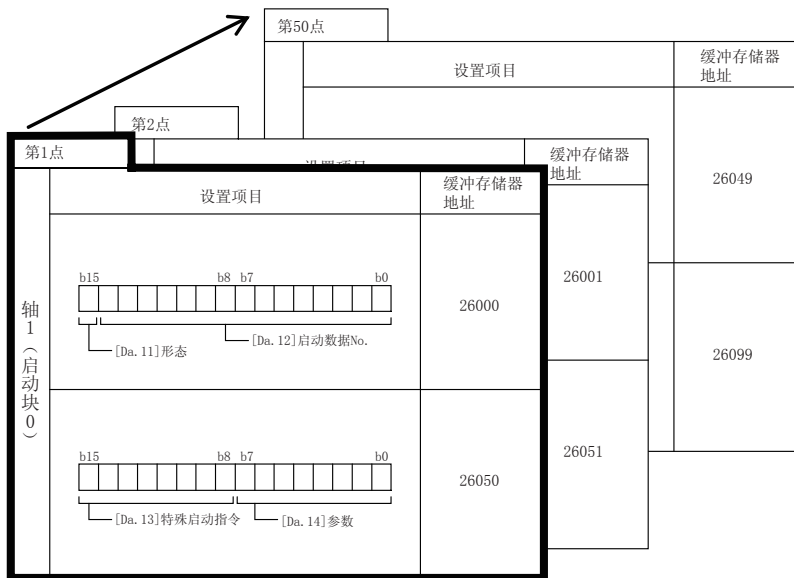 第50点
设置项目
缓冲存储器
地址
26049
26099
第2点
缓冲存储器
地址
26001
26051
第1点
设置项目
缓冲存储器
地址
轴1（启动块0）
b15 b8 b7 b0
[Da.11]形态
[Da.12]启动数据No.
26000
b15 b8 b7 b0
[Da.13]特殊启动指令
[Da.14]参数
26050